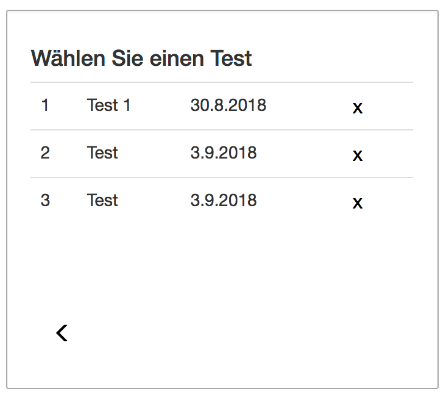 Wählen Sie einen Test
1 Test 1 30.8.2018 x
2 Test 3.9.2018 x
3 Test 3.9.2018 x
<